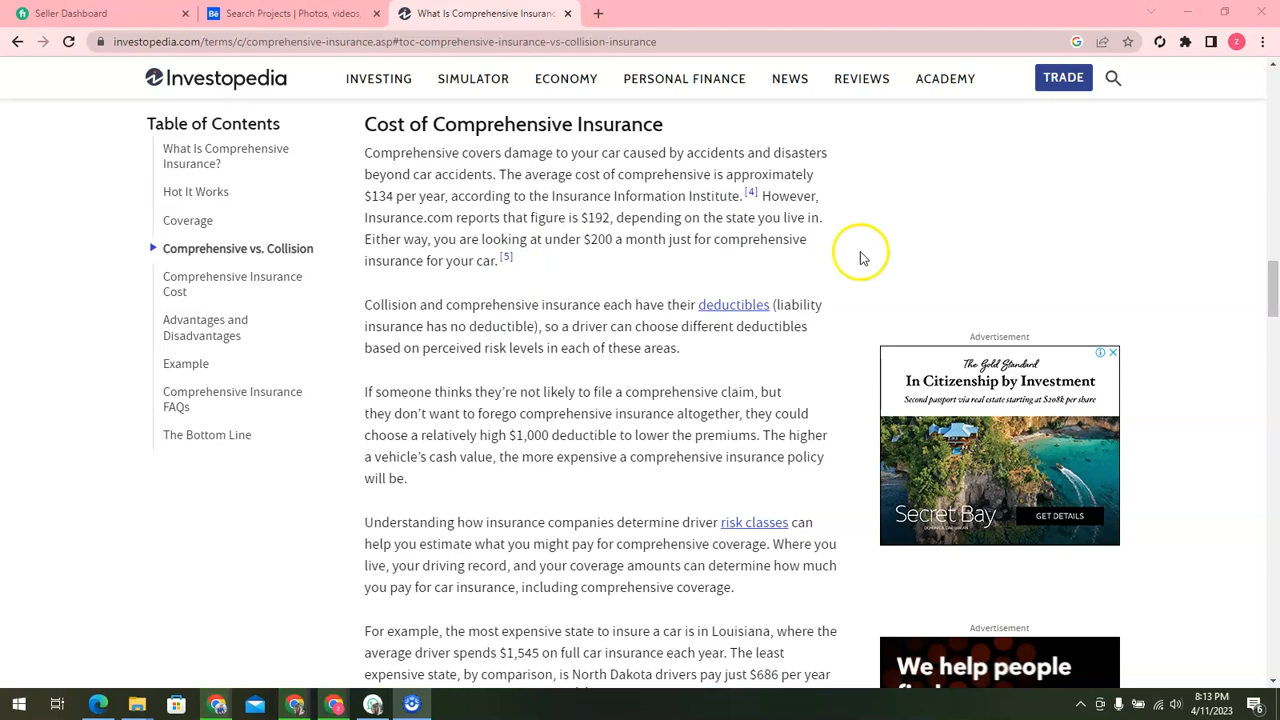 Seller Dashboard
Search Projects | Photos, videos,
What Is Comprehensive Insuranc
investopedia.com/terms/c/comprehensive-insurance.asp#toc-comprehensive-insurance-vs-collision-insurance
Investopedia
INVESTING SIMULATOR ECONOMY PERSONAL FINANCE NEWS REVIEWS ACADEMY
TRADE
Table of Contents
What Is Comprehensive
Insurance?
Hot It Works
Coverage
Comprehensive vs. Collision
Comprehensive Insurance
Cost
Advantages and
Disadvantages
Example
Comprehensive Insurance
FAQs
The Bottom Line
Cost of Comprehensive Insurance
Comprehensive covers damage to your car caused by accidents and disasters
beyond car accidents. The average cost of comprehensive is approximately
$134 per year, according to the Insurance Information Institute. [4] However,
Insurance.com reports that figure is $192, depending on the state you live in.
Either way, you are looking at under $200 a month just for comprehensive
insurance for your car. [5]
Collision and comprehensive insurance each have their deductibles (liability
insurance has no deductible), so a driver can choose different deductibles
based on perceived risk levels in each of these areas.
If someone thinks they're not likely to file a comprehensive claim, but
they don't want to forego comprehensive insurance altogether, they could
choose a relatively high $1,000 deductible to lower the premiums. The higher
a vehicle's cash value, the more expensive a comprehensive insurance policy
will be.
Understanding how insurance companies determine driver risk classes can
help you estimate what you might pay for comprehensive coverage. Where you
live, your driving record, and your coverage amounts can determine how much
you pay for car insurance, including comprehensive coverage.
For example, the most expensive state to insure a car is in Louisiana, where the
average driver spends $1,545 on full car insurance each year. The least
expensive state, by comparison, is North Dakota drivers pay just $686 per year
Advertisement
The Gold Standard
In Citizenship by Investment
Second passport via real estate starting at $208k per share
Secret Bay
GET DETAILS
Advertisement
We help people
8:13 PM
4/11/2023